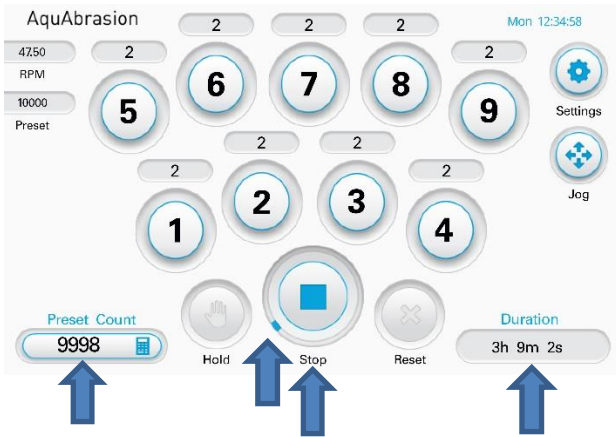 AquAbrasion
Mon 12:34:58
2 2 2
47.50 2 2
RPM
6 7 8
10000
Preset
5 9
Settings
2 2
2 2
2 3
Jog
1 4
Preset Count
9998
Hold
Stop
Reset
Duration
3h 9m 2s